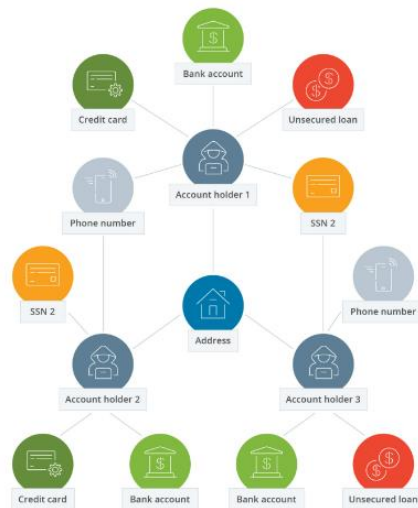 Bank account
Credit card
Unsecured loan
Account holder 1
Phone number
SSN 2
SSN 2
Address
Phone number
Account holder 2
Account holder 3
Credit card
Bank account
Bank account
Unsecured loan